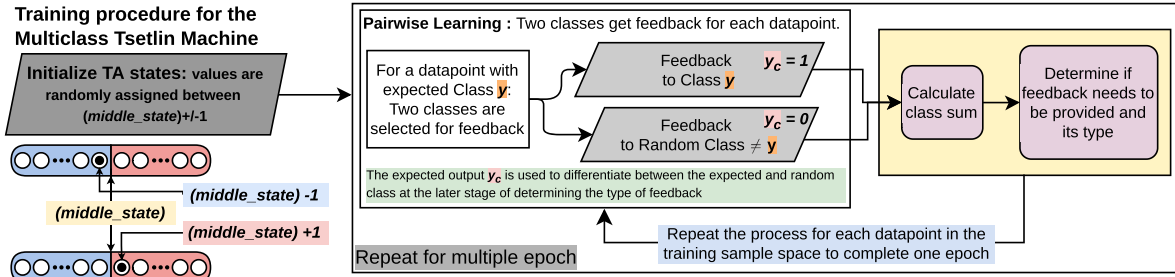 Training procedure for the
Multiclass Tsetlin Machine
Initialize TA states: values are
randomly assigned between
(middle_state)+/-1
(middle_state) -1
(middle_state)
(middle_state) +1
Pairwise Learning : Two classes get feedback for each datapoint.
For a datapoint with
expected Class y:
Two classes are
selected for feedback
Feedback
to Class y
y_c = 1
Feedback
to Random Class ≠ y
y_c = 0
The expected output y_c is used to differentiate between the expected and random
class at the later stage of determining the type of feedback
Calculate
class sum
Determine if
feedback needs to
be provided and
its type
Repeat the process for each datapoint in the
training sample space to complete one epoch
Repeat for multiple epoch